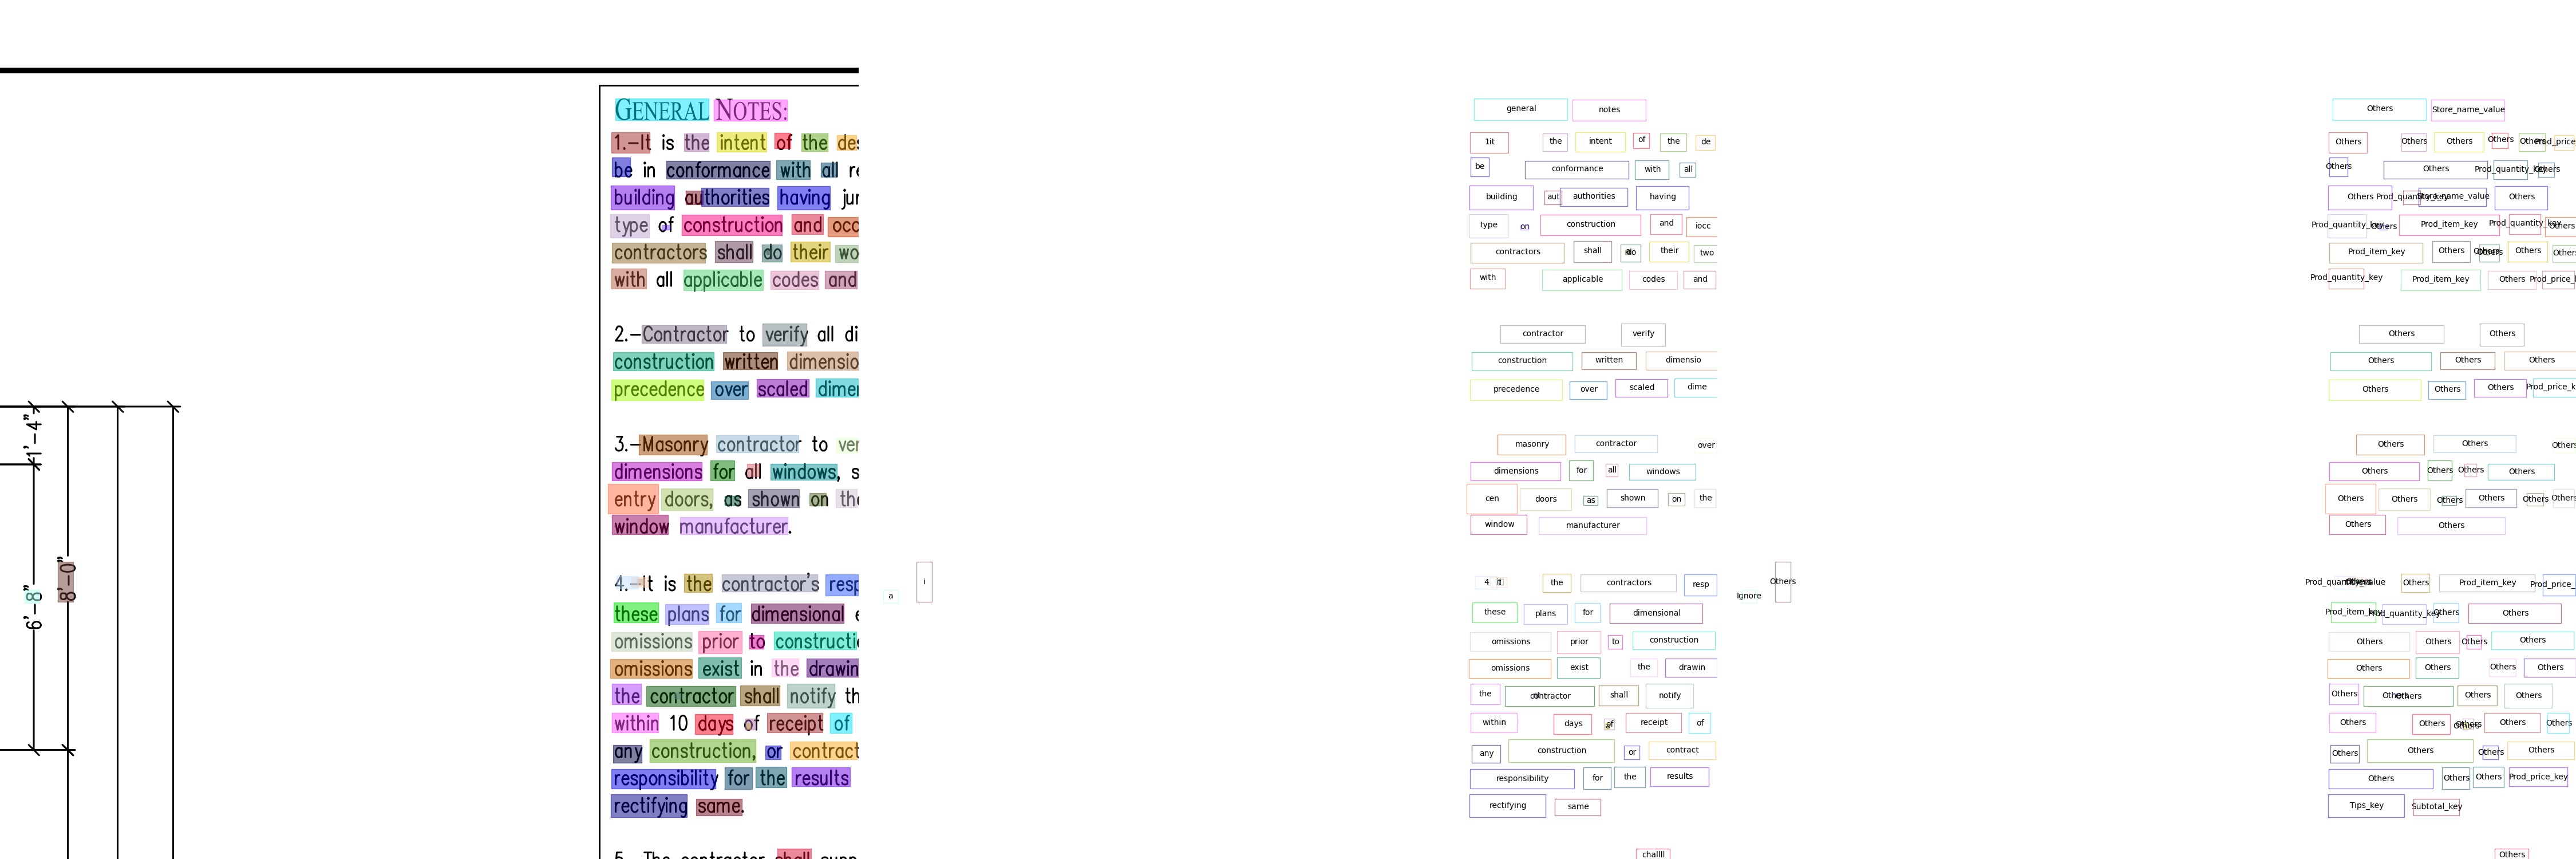 GENERAL NOTES:
1.–It is the intent of the des
be in conformance with all re
building authorities having jur
type of construction and occ
contractors shall do their wo
with all applicable codes and
2.–Contractor to verify all di
construction written dimensio
precedence over scaled dimer
3.–Masonry contractor to ver
dimensions for all windows, s
entry doors, as shown on the
window manufacturer.
4.–It is the contractor's resp
these plans for dimensional e
omissions prior to constructi
omissions exist in the drawin
the contractor shall notify th
within 10 days of receipt of
any construction, or contract
responsibility for the results
rectifying same.
5.–The contractor shall supp
1'-4"
6'-8"
8'-0"
a
i
general notes
1it the intent of the de
be conformance with all
building aut authorities having
type on construction and iocc
contractors shall do their two
with applicable codes and
contractor verify
construction written dimensio
precedence over scaled dime
masonry contractor over
dimensions for all windows
cen doors as shown on the
window manufacturer
4 it the contractors resp
these plans for dimensional
omissions prior to construction
omissions exist the drawin
the contractor shall notify
within days of receipt of
any construction or contract
responsibility for the results
rectifying same
challll
Ignore
Others
Others Store_name_value
Others Others Others Others Others Prod_price
Others Others Prod_quantity_key Others
Others Prod_quantity_key Store_name_value Others
Prod_quantity_key Others Prod_item_key Prod_quantity_key Others
Prod_item_key Others Others Others Others
Prod_quantity_key Prod_item_key Others Prod_price_k
Others Others
Others Others Others
Others Others Others Prod_price_k
Others Others Others
Others Others Others Others
Others Others Others Others Others Others
Others Others
Others Others Prod_item_key Prod_price_
Prod_item_key Prod_quantity_key Others Others
Others Others Others Others
Others Others Others Others
Others Others Others Others Others
Others Others Others Others Others
Others Others Others Others
Others Others Others Prod_price_key
Tips_key Subtotal_key
Others